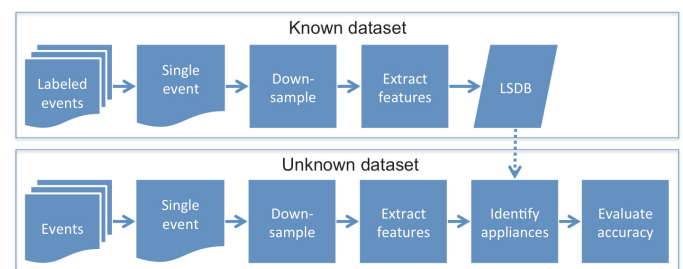 Known dataset
Labeled
events
Single
event
Down-
sample
Extract
features
LSDB
Unknown dataset
Events
Single
event
Down-
sample
Extract
features
Identify
appliances
Evaluate
accuracy